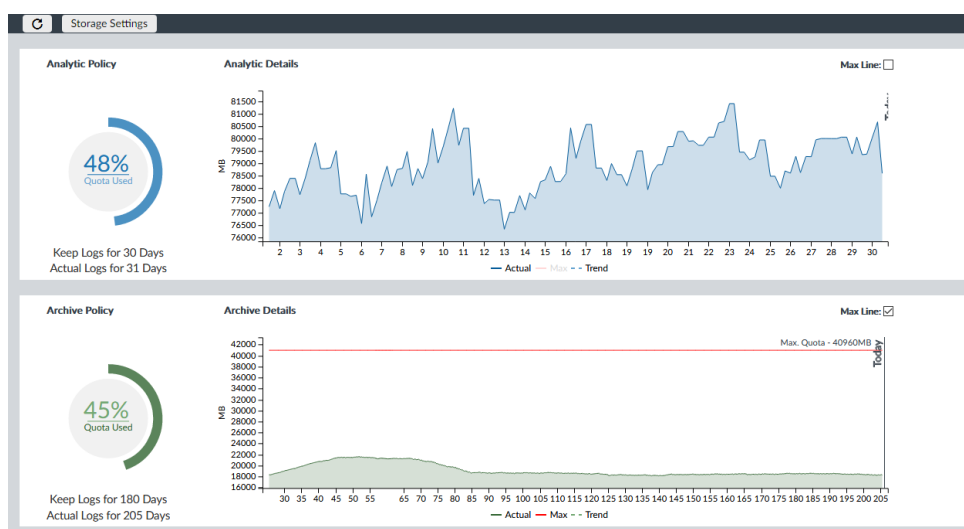 Storage Settings
Analytic Policy
Analytic Details
Max Line:
81500
81000
80500
80000
79500
79000
78500
78000
77500
77000
76500
76000
MB
48%
Quota Used
Keep Logs for 30 Days
Actual Logs for 31 Days
2 3 4 5 6 7 8 9 10 11 12 13 14 15 16 17 18 19 20 21 22 23 24 25 26 27 28 29 30
Actual Max Trend
Archive Policy
Archive Details
Max Line:
Max. Quota - 40960MB
Today
42000
40000
38000
36000
34000
32000
30000
28000
26000
24000
22000
20000
18000
16000
MB
45%
Quota Used
Keep Logs for 180 Days
Actual Logs for 205 Days
30 35 40 45 50 55 65 70 75 80 85 90 95 100 105 110 115 120 125 130 135 140 145 150 155 160 165 170 175 180 185 190 195 200 205
Actual Max Trend